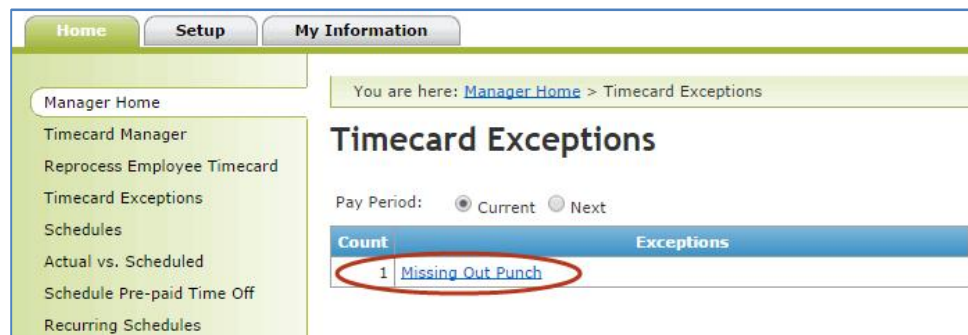 Home Setup My Information
You are here: Manager Home > Timecard Exceptions
Manager Home
Timecard Manager
Reprocess Employee Timecard
Timecard Exceptions
Schedules
Actual vs. Scheduled
Schedule Pre-paid Time Off
Recurring Schedules
Timecard Exceptions
Pay Period: Current Next
Count Exceptions
1 Missing Out Punch